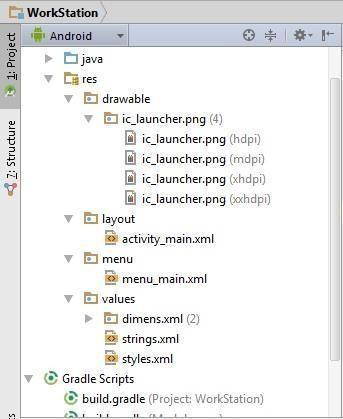 WorkStation
Android
1: Project
java
res
drawable
ic_launcher.png (4)
ic_launcher.png (hdpi)
ic_launcher.png (mdpi)
ic_launcher.png (xhdpi)
ic_launcher.png (xxhdpi)
7: Structure
layout
activity_main.xml
menu
menu_main.xml
values
dimens.xml (2)
strings.xml
styles.xml
Gradle Scripts
build.gradle (Project: WorkStation)